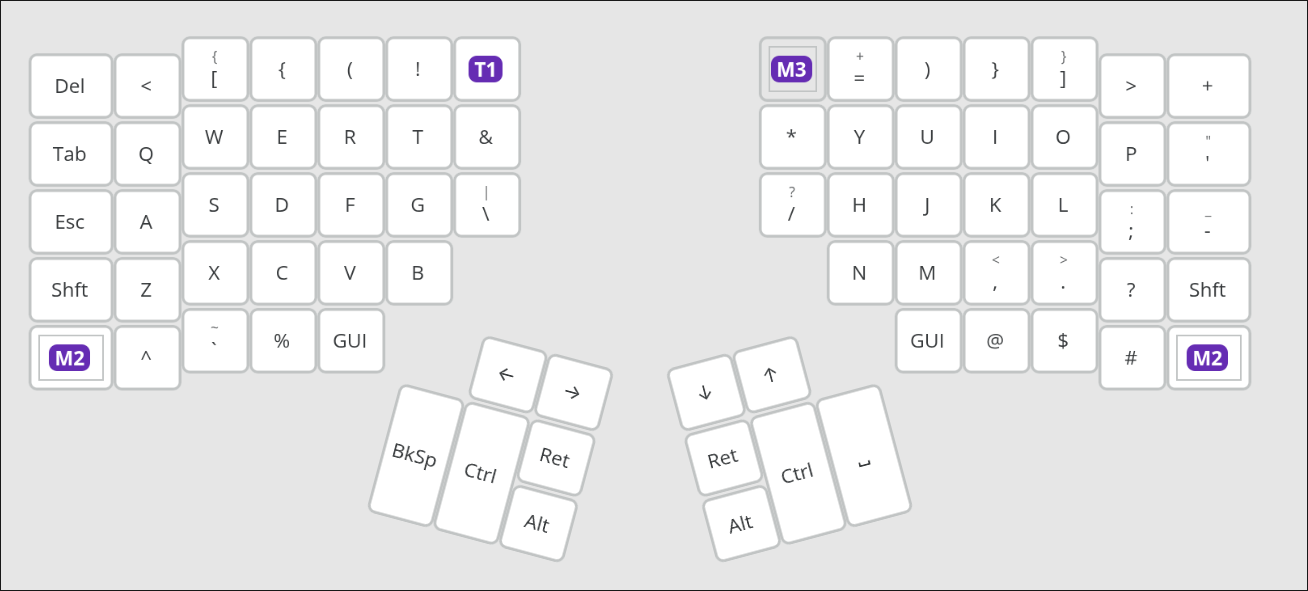 Del < { [ { ( ! T1 M3 + = ) } } ] > +
Tab Q W E R T & * Y U I O P " '
Esc A S D F G | \ ? / H J K L : ; _ -
Shft Z X C V B N M < , > . ? Shft
M2 ^ ~ ` % GUI GUI @ $ # M2
← → ↓ ↑
BkSp Ctrl Ret Ret Ctrl ⎵
Alt Alt